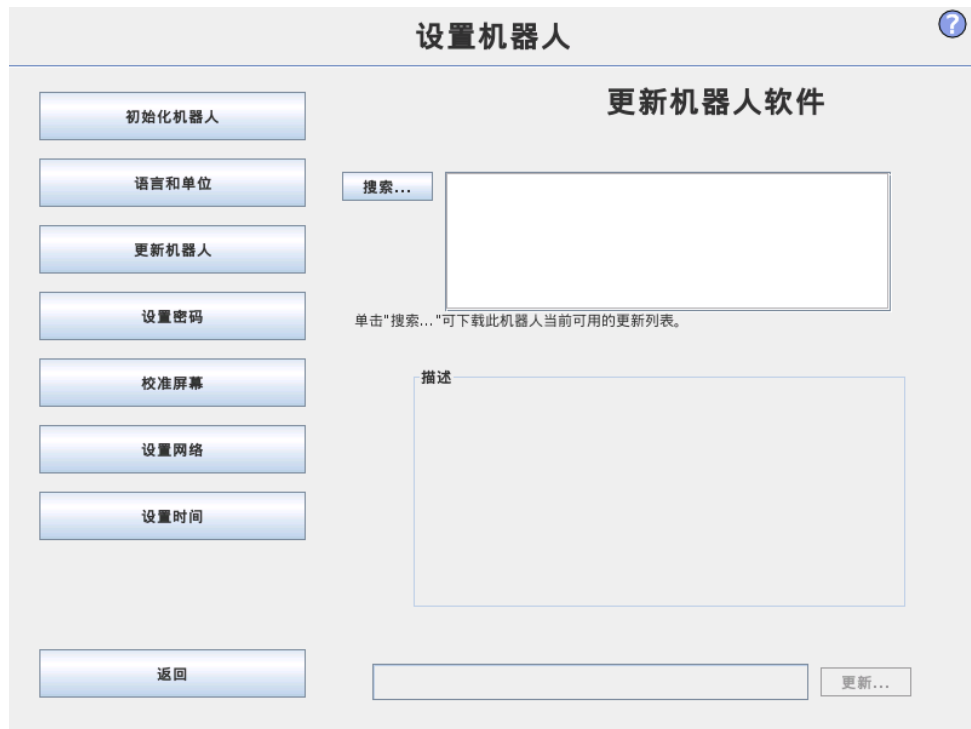 设置机器人
?
初始化机器人
语言和单位
更新机器人
设置密码
校准屏幕
设置网络
设置时间
返回
更新机器人软件
搜索...
单击"搜索..."可下载此机器人当前可用的更新列表。
描述
更新...